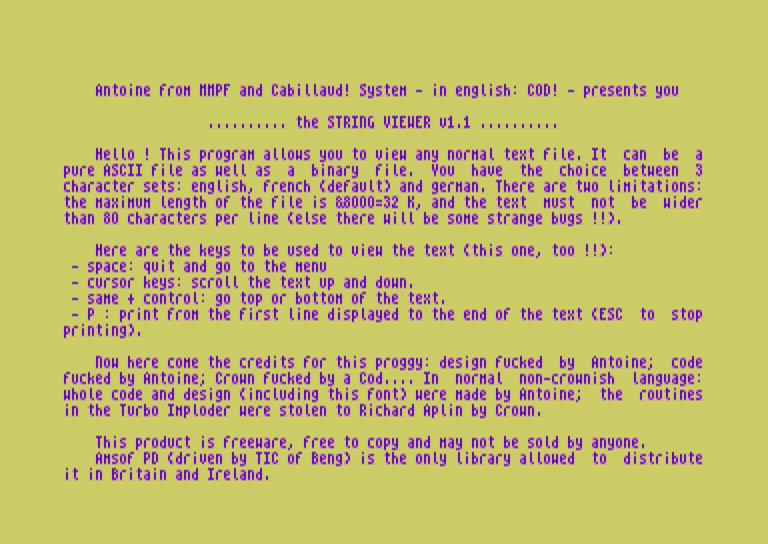 Antoine from MMPF and Cabillaud! System - in english: COD! - presents you
.......... the STRING VIEWER v1.1 ..........
Hello ! This program allows you to view any normal text file. It can be a
pure ASCII file as well as a binary file. You have the choice between 3
character sets: english, french (default) and german. There are two limitations:
the maximum length of the file is &8000=32 K, and the text must not be wider
than 80 characters per line (else there will be some strange bugs !!).
Here are the keys to be used to view the text (this one, too !!):
- space: quit and go to the menu
- cursor keys: scroll the text up and down.
- same + control: go top or bottom of the text.
- P : print from the first line displayed to the end of the text (ESC to stop
printing).
Now here come the credits for this proggy: design fucked by Antoine; code
fucked by Antoine; Crown fucked by a Cod.... In normal non-crownish language:
whole code and design (including this font) were made by Antoine; the routines
in the Turbo Imploder were stolen to Richard Aplin by Crown.
This product is freeware, free to copy and may not be sold by anyone.
Amsof PD (driven by TIC of Beng) is the only library allowed to distribute
it in Britain and Ireland.